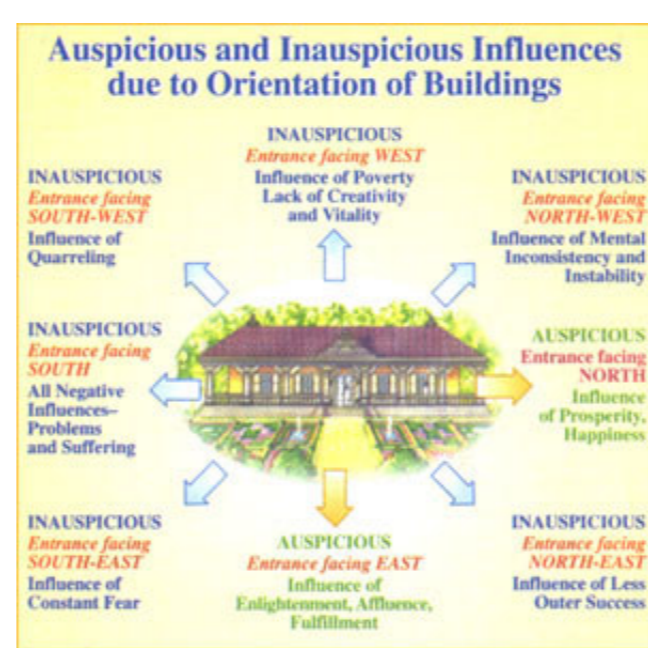 Auspicious and Inauspicious Influences
due to Orientation of Buildings
INAUSPICIOUS
Entrance facing WEST
Influence of Poverty
Lack of Creativity
and Vitality
INAUSPICIOUS
Entrance facing
SOUTH-WEST
Influence of
Quarreling
INAUSPICIOUS
Entrance facing
NORTH-WEST
Influence of Mental
Inconsistency and
Instability
INAUSPICIOUS
Entrance facing
SOUTH
All Negative
Influences–
Problems
and Suffering
AUSPICIOUS
Entrance facing
NORTH
Influence
of Prosperity,
Happiness
INAUSPICIOUS
Entrance facing
SOUTH-EAST
Influence of
Constant Fear
AUSPICIOUS
Entrance facing EAST
Influence of
Enlightenment, Affluence,
Fulfillment
INAUSPICIOUS
Entrance facing
NORTH-EAST
Influence of Less
Outer Success